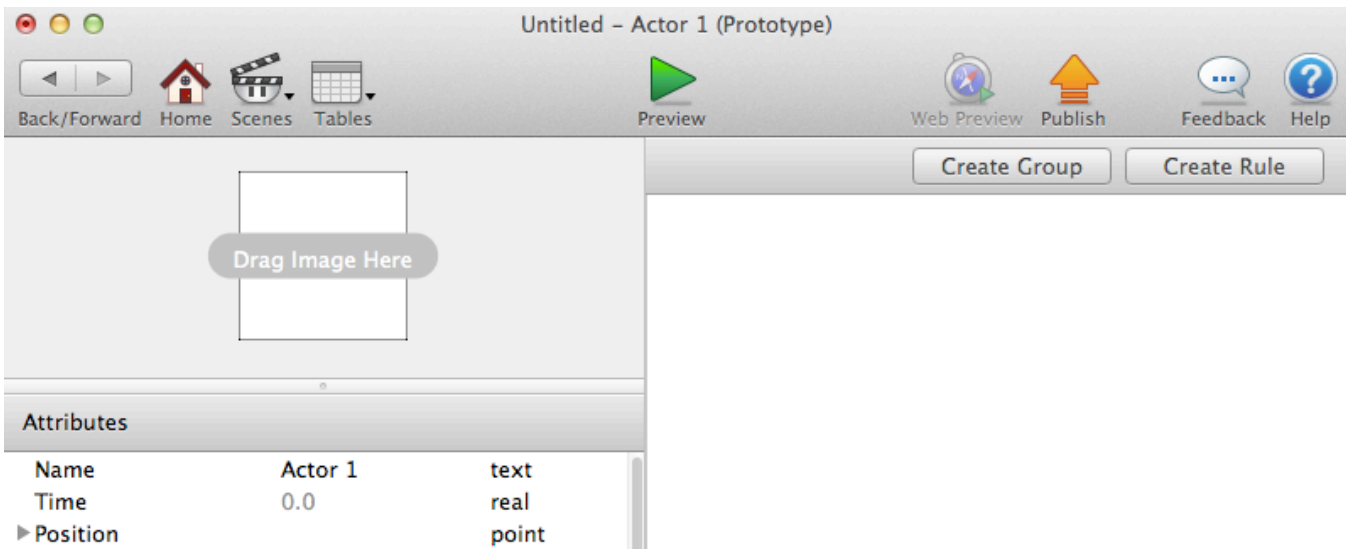 Untitled – Actor 1 (Prototype)
Back/Forward Home Scenes Tables Preview Web Preview Publish Feedback Help
Create Group Create Rule
Drag Image Here
Attributes
Name Actor 1 text
Time 0.0 real
Position point